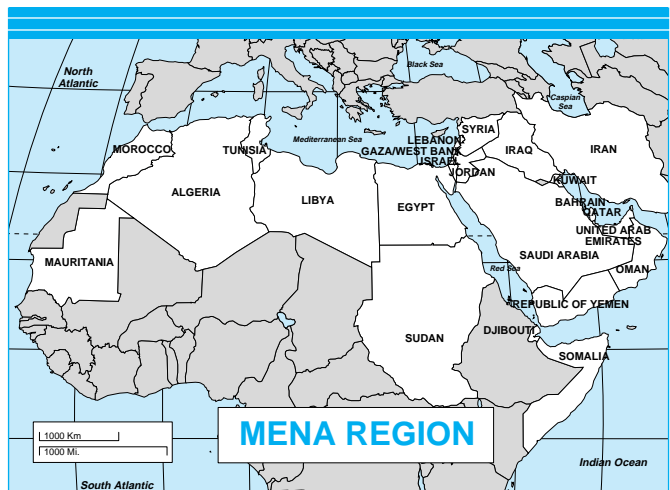 North
Atlantic
Black Sea
Caspian
Sea
Mediterranean Sea
MOROCCO
TUNISIA
LEBANON
SYRIA
GAZA/WEST BANK
ISRAEL
IRAQ
IRAN
JORDAN
KUWAIT
ALGERIA
LIBYA
EGYPT
BAHRAIN
QATAR
UNITED ARAB
EMIRATES
SAUDI ARABIA
MAURITANIA
Red Sea
OMAN
REPUBLIC OF YEMEN
SUDAN
DJIBOUTI
SOMALIA
MENA REGION
1000 Km
1000 Mi.
Indian Ocean
South Atlantic